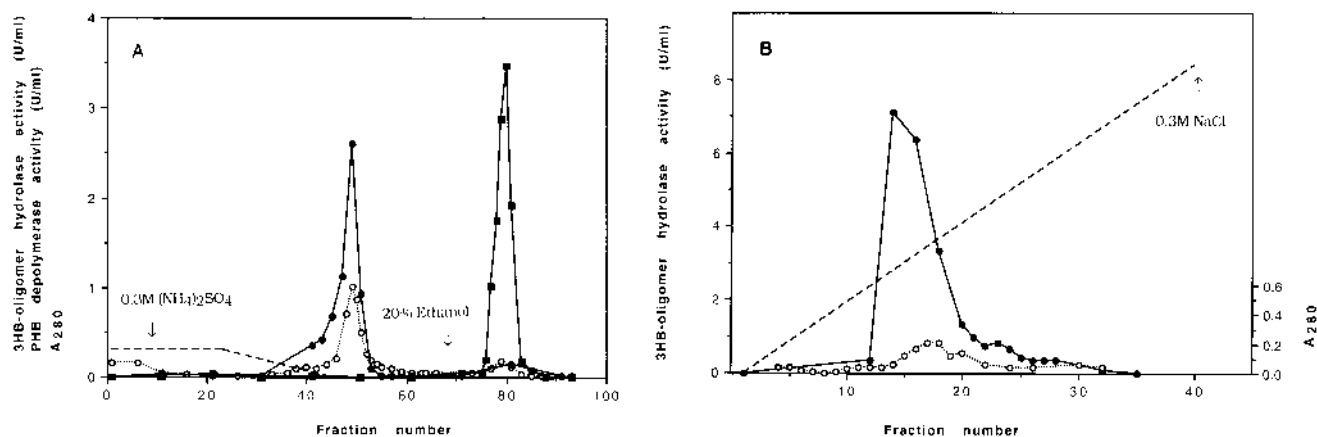 3HB-oligomer hydrolase activity (U/ml)
PHB depolymerase activity (U/ml)
A280
4
3
2
1
0
A
0.3M (NH4)2SO4
20% Ethanol
0 20 40 60 80 100
Fraction number
3HB-oligomer hydrolase activity (U/ml)
8
6
4
2
0
B
0.3M NaCl
0.6
0.4
0.2
0.0
A280
10 20 30 40
Fraction number